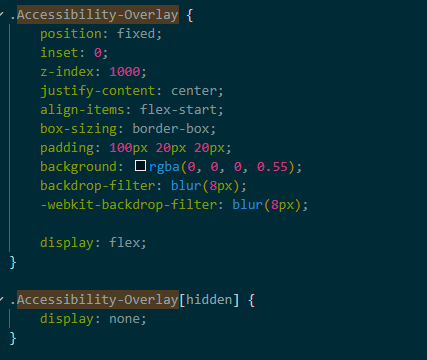 .Accessibility-Overlay {
position: fixed;
inset: 0;
z-index: 1000;
justify-content: center;
align-items: flex-start;
box-sizing: border-box;
padding: 100px 20px 20px;
background: rgba(0, 0, 0, 0.55);
backdrop-filter: blur(8px);
-webkit-backdrop-filter: blur(8px);
display: flex;
}
.Accessibility-Overlay[hidden] {
display: none;
}